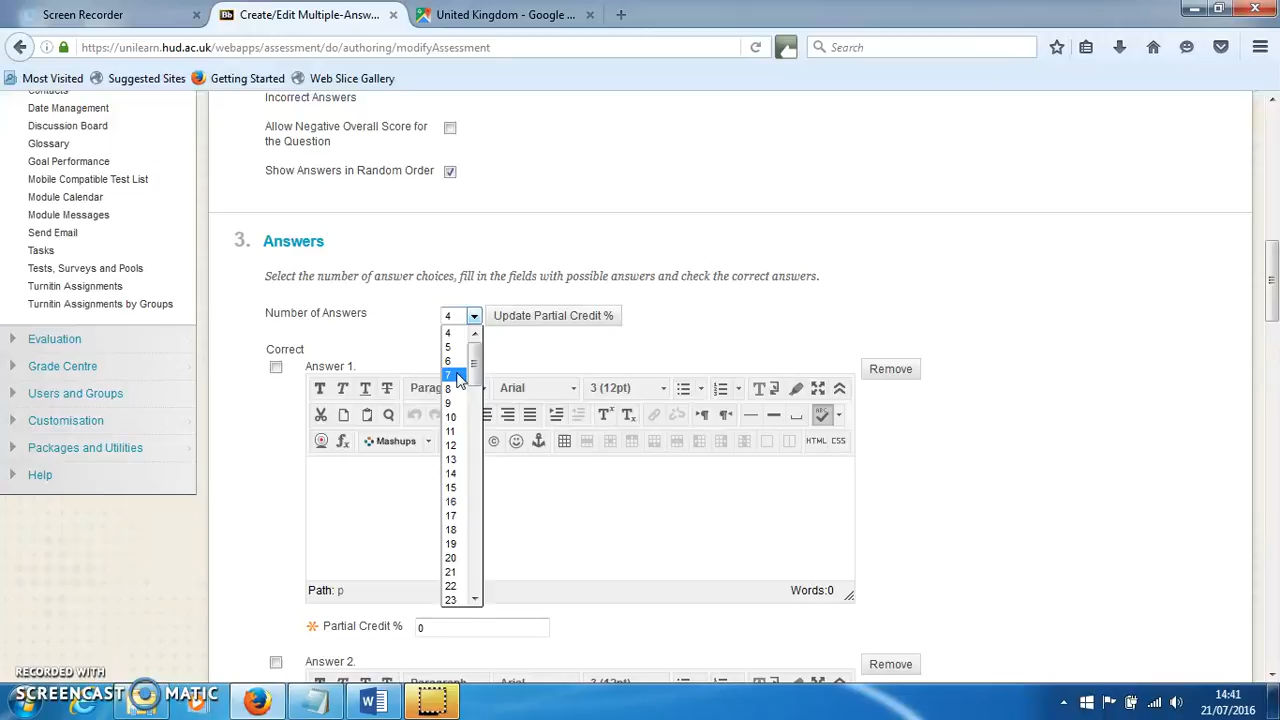 Screen Recorder
Create/Edit Multiple-Answ...
United Kingdom - Google ...
https://unilearn.hud.ac.uk/webapps/assessment/do/authoring/modifyAssessment
Search
Most Visited
Suggested Sites
Getting Started
Web Slice Gallery
Contacts
Date Management
Discussion Board
Glossary
Goal Performance
Mobile Compatible Test List
Module Calendar
Module Messages
Send Email
Tasks
Tests, Surveys and Pools
Turnitin Assignments
Turnitin Assignments by Groups
Evaluation
Grade Centre
Users and Groups
Customisation
Packages and Utilities
Help
Incorrect Answers
Allow Negative Overall Score for
the Question
Show Answers in Random Order
3. Answers
Select the number of answer choices, fill in the fields with possible answers and check the correct answers.
Number of Answers
4
Update Partial Credit %
4
5
6
7
8
9
10
11
12
13
14
15
16
17
18
19
20
21
22
23
Correct
Answer 1.
Remove
Parag
Arial
3 (12pt)
Mashups
HTML CSS
Path: p
Words:0
Partial Credit %
0
Answer 2.
Remove
RECORDED WITH
SCREENCAST MATIC
14:41
21/07/2016